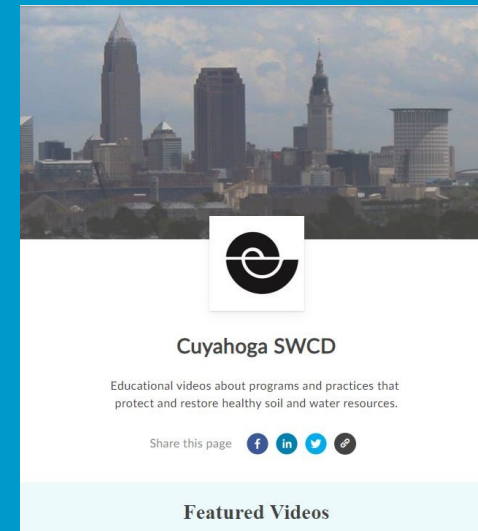 Cuyahoga SWCD
Educational videos about programs and practices that
protect and restore healthy soil and water resources.
Share this page
Featured Videos